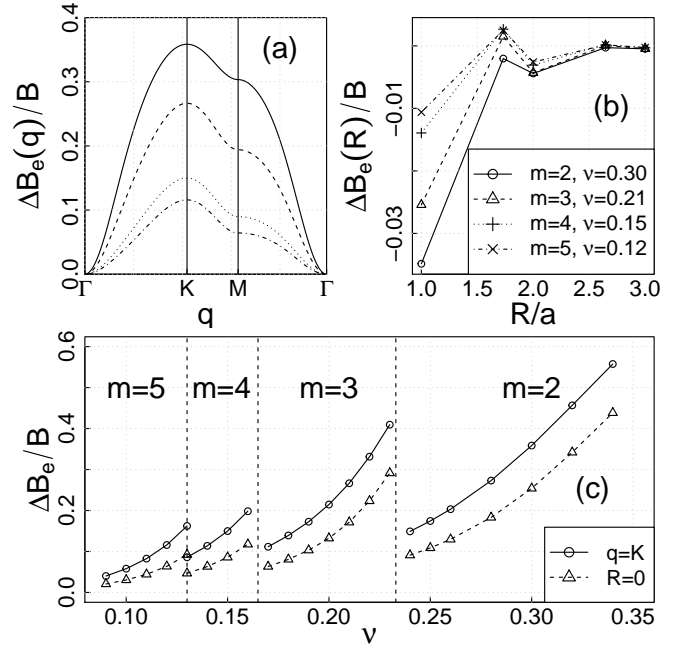 (a)
ΔB_e(q)/B
0.4
0.3
0.2
0.1
0.0
Γ K M Γ
q
(b)
ΔB_e(R)/B
−0.01
−0.03
m=2, ν=0.30
m=3, ν=0.21
m=4, ν=0.15
m=5, ν=0.12
1.0 1.5 2.0 2.5 3.0
R/a
ΔB_e/B
0.6
0.4
0.2
0.0
m=5 m=4 m=3 m=2
(c)
q=K
R=0
0.10 0.15 0.20 0.25 0.30 0.35
ν